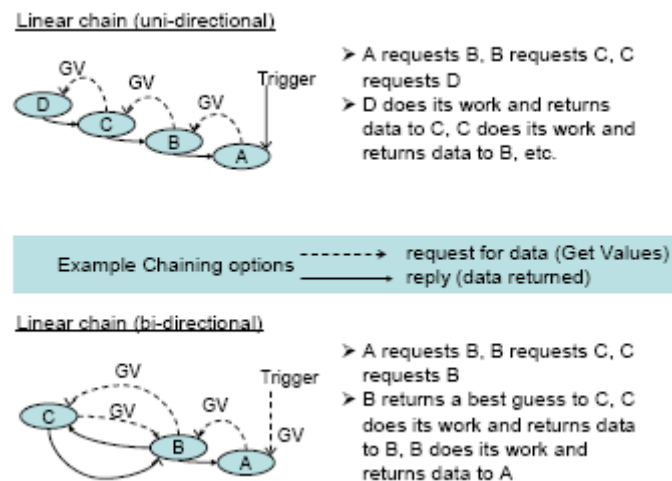 Linear chain (uni-directional)
GV
GV
GV
Trigger
D
C
B
A
➤ A requests B, B requests C, C
requests D
➤ D does its work and returns
data to C, C does its work and
returns data to B, etc.
Example Chaining options
request for data (Get Values)
reply (data returned)
Linear chain (bi-directional)
GV
GV
GV
Trigger
GV
C
B
A
➤ A requests B, B requests C, C
requests B
➤ B returns a best guess to C, C
does its work and returns data
to B, B does its work and
returns data to A